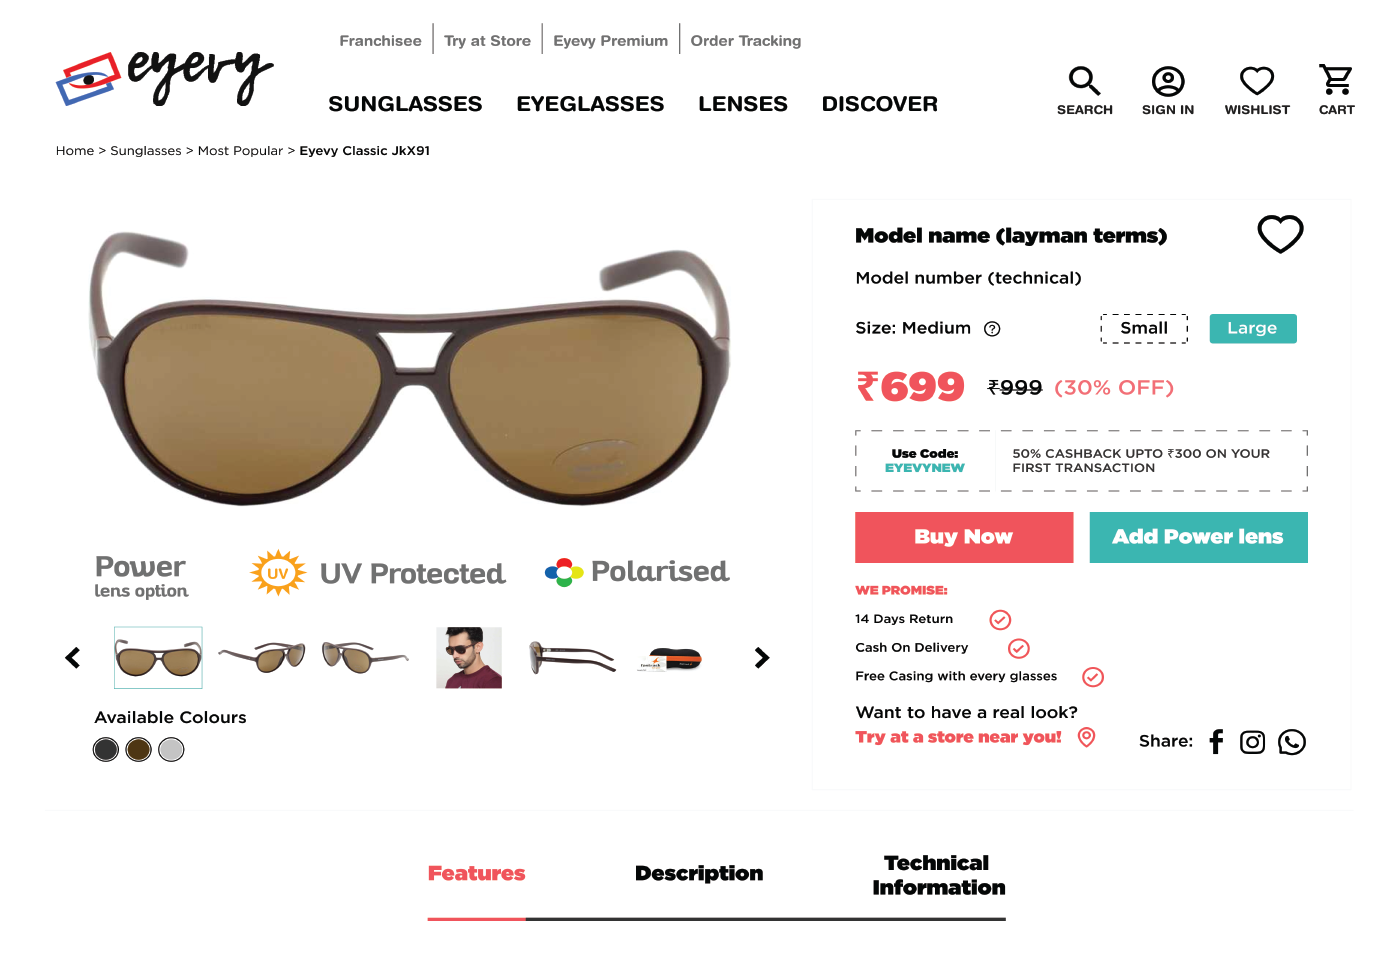 Franchisee
Try at Store
Eyevy Premium
Order Tracking
eyevy
SUNGLASSES
EYEGLASSES
LENSES
DISCOVER
SEARCH
SIGN IN
WISHLIST
CART
Home > Sunglasses > Most Popular > Eyevy Classic JkX91
Model name (layman terms)
Model number (technical)
Size: Medium
?
Small
Large
₹699
₹999
(30% OFF)
Use Code:
EYEVYNEW
50% CASHBACK UPTO ₹300 ON YOUR
FIRST TRANSACTION
Buy Now
Add Power lens
Power
lens option
UV
UV Protected
Polarised
WE PROMISE:
14 Days Return
Cash On Delivery
Free Casing with every glasses
Want to have a real look?
Try at a store near you!
Share:
Available Colours
Features
Description
Technical
Information